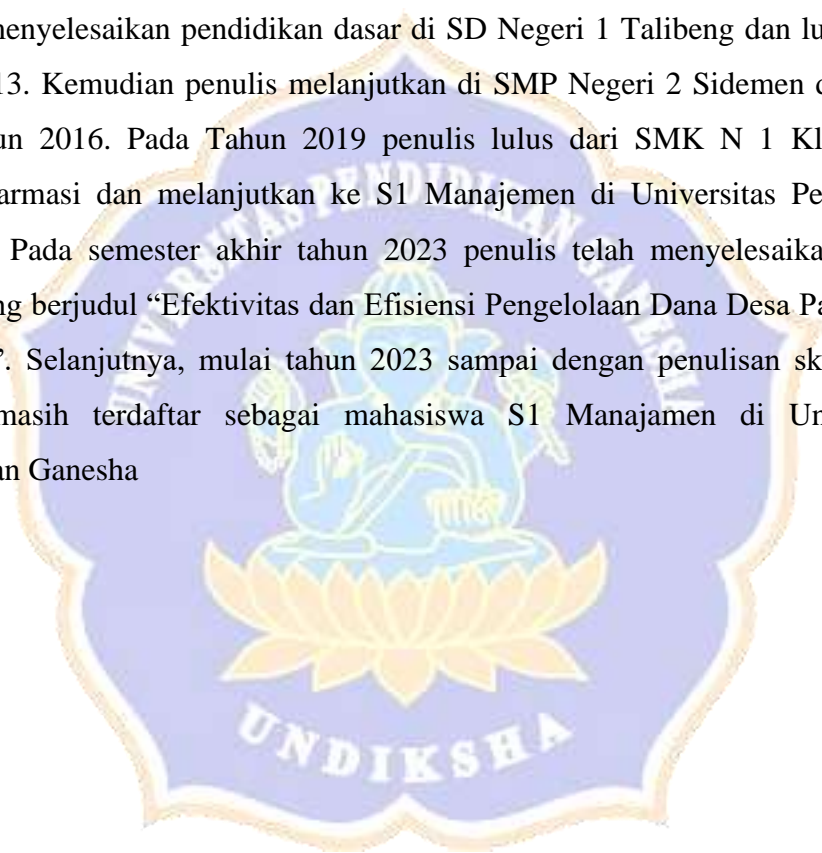 menyelesaikan pendidikan dasar di SD Negeri 1 Talibeng dan lu
13. Kemudian penulis melanjutkan di SMP Negeri 2 Sidemen d
un 2016. Pada Tahun 2019 penulis lulus dari SMK N 1 Kl
armasi dan melanjutkan ke S1 Manajemen di Universitas Pe
Pada semester akhir tahun 2023 penulis telah menyelesaika
ng berjudul “Efektivitas dan Efisiensi Pengelolaan Dana Desa Pa
”. Selanjutnya, mulai tahun 2023 sampai dengan penulisan sk
masih terdaftar sebagai mahasiswa S1 Manajamen di Un
an Ganesha
UNIVERSITAS PENDIDIKAN GANESHA
UNDIKSHA